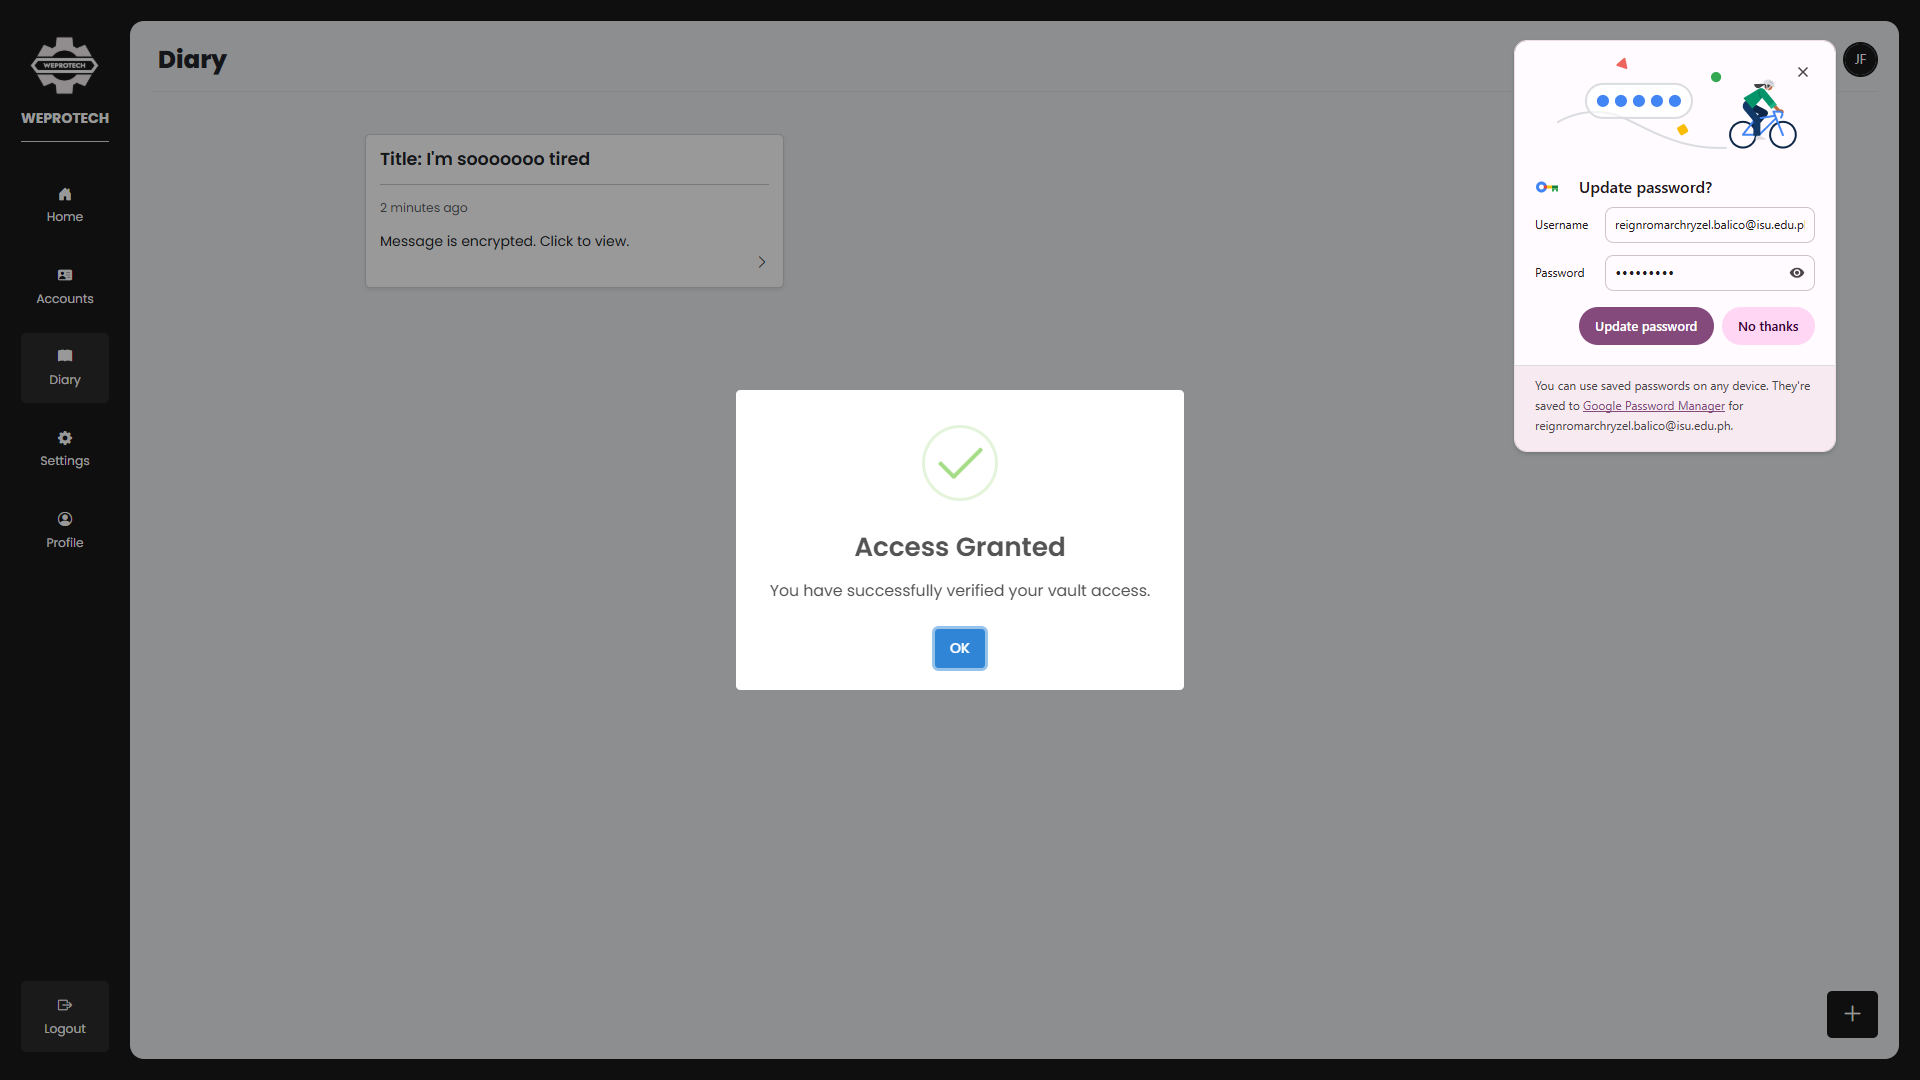 WEPROTECH
WEPROTECH
Home
Accounts
Diary
Settings
Profile
Logout
Diary
JF
Title: I'm sooooooo tired
2 minutes ago
Message is encrypted. Click to view.
Access Granted
You have successfully verified your vault access.
OK
Update password?
Username reignromarchryzel.balico@isu.edu.p
Password •••••••••
Update password No thanks
You can use saved passwords on any device. They're
saved to Google Password Manager for
reignromarchryzel.balico@isu.edu.ph.